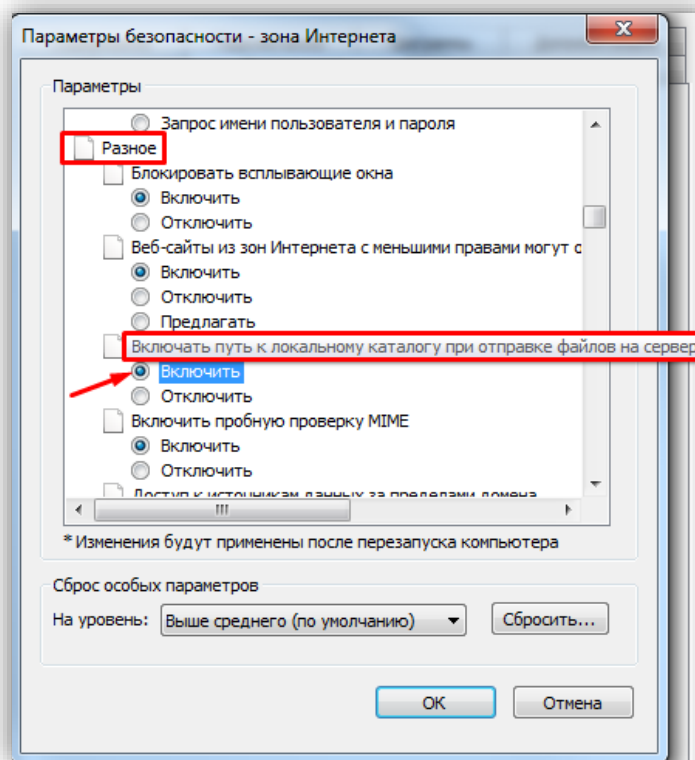 Параметры безопасности - зона Интернета
Параметры
Запрос имени пользователя и пароля
Разное
Блокировать всплывающие окна
Включить
Отключить
Веб-сайты из зон Интернета с меньшими правами могут о
Включить
Отключить
Предлагать
Включать путь к локальному каталогу при отправке файлов на сервер
Включить
Отключить
Включить пробную проверку MIME
Включить
Отключить
Доступ к источникам данных за пределами домена
* Изменения будут применены после перезапуска компьютера
Сброс особых параметров
На уровень: Выше среднего (по умолчанию) Сбросить...
ОК Отмена